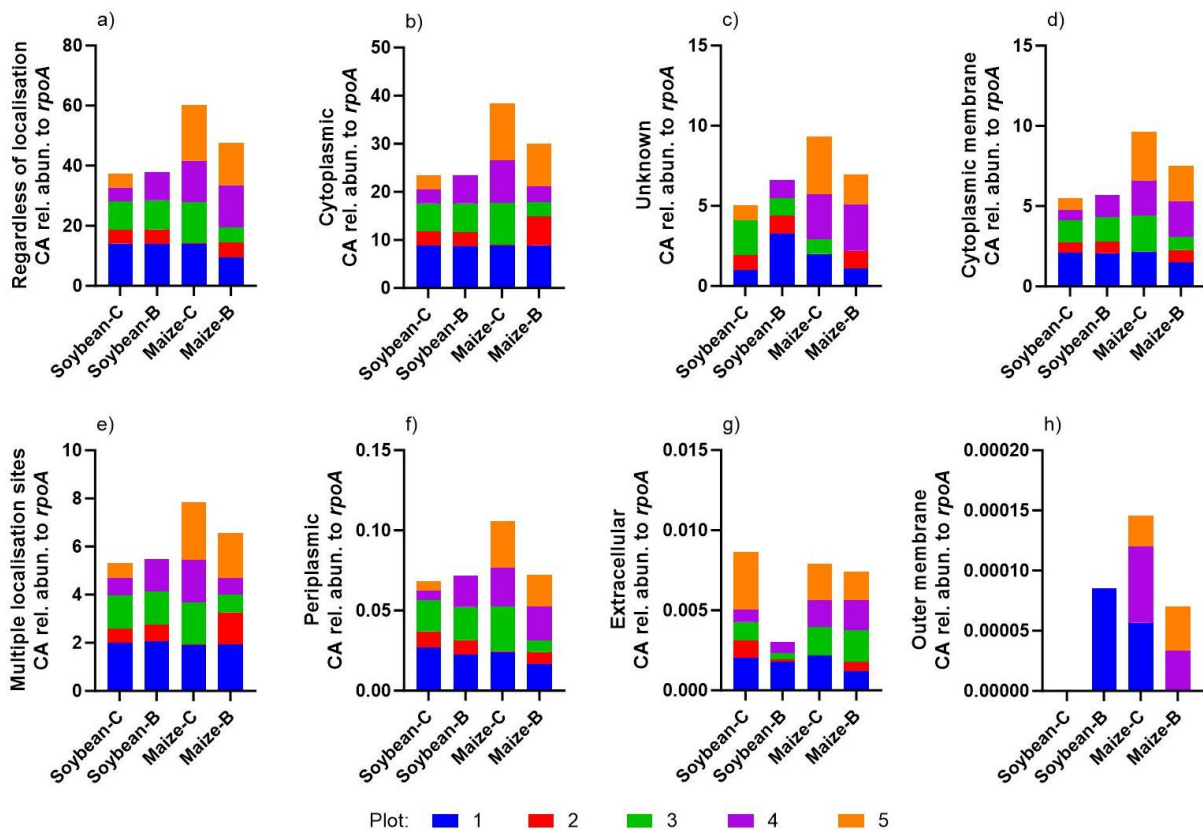 a)
Regardless of localisation
CA rel. abun. to rpoA
80
60
40
20
0
Soybean-C
Soybean-B
Maize-C
Maize-B
b)
Cytoplasmic
CA rel. abun. to rpoA
50
40
30
20
10
0
Soybean-C
Soybean-B
Maize-C
Maize-B
c)
Unknown
CA rel. abun. to rpoA
15
10
5
0
Soybean-C
Soybean-B
Maize-C
Maize-B
d)
Cytoplasmic membrane
CA rel. abun. to rpoA
15
10
5
0
Soybean-C
Soybean-B
Maize-C
Maize-B
e)
Multiple localisation sites
CA rel. abun. to rpoA
10
8
6
4
2
0
Soybean-C
Soybean-B
Maize-C
Maize-B
f)
Periplasmic
CA rel. abun. to rpoA
0.15
0.10
0.05
0.00
Soybean-C
Soybean-B
Maize-C
Maize-B
g)
Extracellular
CA rel. abun. to rpoA
0.015
0.010
0.005
0.000
Soybean-C
Soybean-B
Maize-C
Maize-B
h)
Outer membrane
CA rel. abun. to rpoA
0.00020
0.00015
0.00010
0.00005
0.00000
Soybean-C
Soybean-B
Maize-C
Maize-B
Plot: 1 2 3 4 5